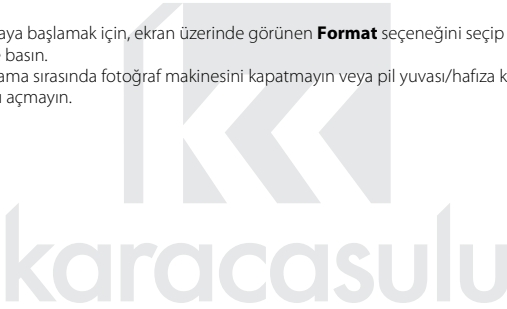 aya başlamak için, ekran üzerinde görünen Format seçeneğini seçip
basın.
ama sırasında fotoğraf makinesini kapatmayın veya pil yuvası/hafıza k
açmayın.
karacasulu